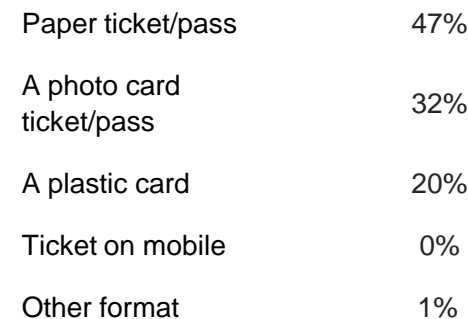 Paper ticket/pass 47%
A photo card
ticket/pass 32%
A plastic card 20%
Ticket on mobile 0%
Other format 1%